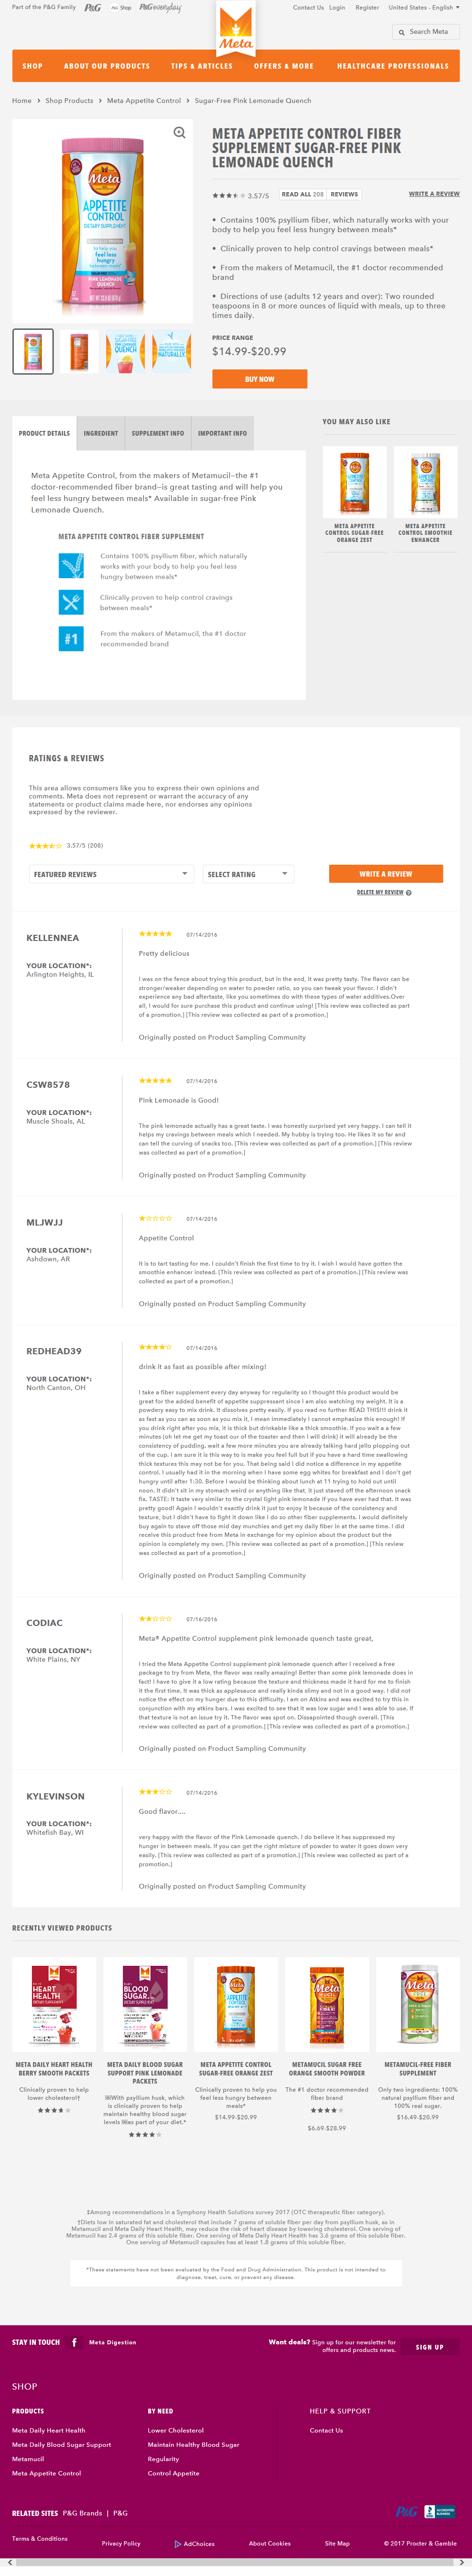 Part of the P&G Family P&G P&G Shop P&Geveryday Contact Us Login Register United States - English
Meta
Search Meta
SHOP ABOUT OUR PRODUCTS TIPS & ARTICLES OFFERS & MORE HEALTHCARE PROFESSIONALS
Home > Shop Products > Meta Appetite Control > Sugar-Free Pink Lemonade Quench
Meta
APPETITE
CONTROL
DIETARY SUPPLEMENT
PINK LEMONADE
QUENCH
META APPETITE CONTROL FIBER
SUPPLEMENT SUGAR-FREE PINK
LEMONADE QUENCH
3.57/5 READ ALL 208 REVIEWS WRITE A REVIEW
• Contains 100% psyllium fiber, which naturally works with your
body to help you feel less hungry between meals*
• Clinically proven to help control cravings between meals*
• From the makers of Metamucil, the #1 doctor recommended
brand
• Directions of use (adults 12 years and over): Two rounded
teaspoons in 8 or more ounces of liquid with meals, up to three
times daily.
PRICE RANGE
$14.99-$20.99
BUY NOW
PRODUCT DETAILS INGREDIENT SUPPLEMENT INFO IMPORTANT INFO
Meta Appetite Control, from the makers of Metamucil—the #1
doctor-recommended fiber brand—is great tasting and will help you
feel less hungry between meals* Available in sugar-free Pink
Lemonade Quench.
META APPETITE CONTROL FIBER SUPPLEMENT
Contains 100% psyllium fiber, which naturally
works with your body to help you feel less
hungry between meals*
Clinically proven to help control cravings
between meals*
#1
From the makers of Metamucil, the #1 doctor
recommended brand
YOU MAY ALSO LIKE
META APPETITE
CONTROL SUGAR-FREE
ORANGE ZEST
META APPETITE
CONTROL SMOOTHIE
ENHANCER
RATINGS & REVIEWS
This area allows consumers like you to express their own opinions and
comments. Meta does not represent or warrant the accuracy of any
statements or product claims made here, nor endorses any opinions
expressed by the reviewer.
3.57/5 (208)
FEATURED REVIEWS SELECT RATING WRITE A REVIEW
DELETE MY REVIEW ?
KELLENNEA
YOUR LOCATION*:
Arlington Heights, IL
07/14/2016
Pretty delicious
I was on the fence about trying this product, but in the end, it was pretty tasty. The flavor can be
stronger/weaker depending on water to powder ratio, so you can tweak your flavor. I didn't
experience any bad aftertaste, like you sometimes do with these types of water additives.Over
all, I would for sure purchase this product and continue using! [This review was collected as part
of a promotion.] [This review was collected as part of a promotion.]
Originally posted on Product Sampling Community
CSW8578
YOUR LOCATION*:
Muscle Shoals, AL
07/14/2016
Pink Lemonade is Good!
The pink lemonade actually has a great taste. I was honestly surprised yet very happy. I can tell it
helps my cravings between meals which I needed. My hubby is trying too. He likes it so far and
can tell the curving of snacks too. [This review was collected as part of a promotion.] [This review
was collected as part of a promotion.]
Originally posted on Product Sampling Community
MLJWJJ
YOUR LOCATION*:
Ashdown, AR
07/14/2016
Appetite Control
It is to tart tasting for me. I couldn't finish the first time to try it. I wish I would have gotten the
smoothie enhancer instead. [This review was collected as part of a promotion.] [This review was
collected as part of a promotion.]
Originally posted on Product Sampling Community
REDHEAD39
YOUR LOCATION*:
North Canton, OH
07/14/2016
drink it as fast as possible after mixing!
I take a fiber supplement every day anyway for regularity so I thought this product would be
great for the added benefit of appetite suppressant since I am also watching my weight. It is a
powdery easy to mix drink. It dissolves pretty easily. If you read no further READ THIS!!! drink it
as fast as you can as soon as you mix it, I mean immediately I cannot emphasize this enough! If
you drink right after you mix, it is thick but drinkable like a thick smoothie. If you wait a a few
minutes (oh let me get my toast out of the toaster and then I will drink) it will already be the
consistency of pudding. wait a few more minutes you are already talking hard jello plopping out
of the cup. I am sure it is this way to make you feel full but if you have a hard time swallowing
thick textures this may not be for you. That being said I did notice a difference in my appetite
control. I usually had it in the morning when I have some egg whites for breakfast and I don't get
hungry until after 1:30. Before I would be thinking about lunch at 11 trying to hold out until
noon. It didn't sit in my stomach weird or anything like that, it just staved off the afternoon snack
fix. TASTE: It taste very similar to the crystal light pink lemonade if you have ever had that. It was
pretty good! Again I wouldn't exactly drink it just to enjoy it because of the consistency and
texture, but I didn't have to fight it down like I do so other fiber supplements. I would definitely
buy again to stave off those mid day munchies and get my daily fiber in at the same time. I did
receive this product free from Meta in exchange for my opinion about the product but the
opinion is completely my own. [This review was collected as part of a promotion.] [This review
was collected as part of a promotion.]
Originally posted on Product Sampling Community
CODIAC
YOUR LOCATION*:
White Plains, NY
07/16/2016
Meta® Appetite Control supplement pink lemonade quench taste great,
I tried the Meta Appetite Control supplement pink lemonade quench after I received a free
package to try from Meta, the flavor was really amazing! Better than some pink lemonade does in
fact! I have to give it a low rating because the texture and thickness made it hard for me to finish
it the first time. It was thick as applesauce and really kinda slimy and not in a good way. I did not
notice the effect on my hunger due to this difficulty. I am on Atkins and was excited to try this in
conjunction with my atkins bars. I was excited to see that it was low sugar and I was able to use. If
that texture is not an issue try it. The flavor was spot on. Dissapointed though overall. [This
review was collected as part of a promotion.] [This review was collected as part of a promotion.]
Originally posted on Product Sampling Community
KYLEVINSON
YOUR LOCATION*:
Whitefish Bay, WI
07/14/2016
Good flavor....
very happy with the flavor of the Pink Lemonade quench. I do believe it has suppressed my
hunger in between meals. If you can get the right mixture of powder to water it goes down very
easily. [This review was collected as part of a promotion.] [This review was collected as part of a
promotion.]
Originally posted on Product Sampling Community
RECENTLY VIEWED PRODUCTS
META DAILY HEART HEALTH
BERRY SMOOTH PACKETS
Clinically proven to help
lower cholesterol†
META DAILY BLOOD SUGAR
SUPPORT PINK LEMONADE
PACKETS
￼With psyllium husk, which
is clinically proven to help
maintain healthy blood sugar
levels ￼as part of your diet.*
META APPETITE CONTROL
SUGAR-FREE ORANGE ZEST
Clinically proven to help you
feel less hungry between
meals*
$14.99-$20.99
METAMUCIL SUGAR FREE
ORANGE SMOOTH POWDER
The #1 doctor recommended
fiber brand
$6.69-$28.99
METAMUCIL-FREE FIBER
SUPPLEMENT
Only two ingredients: 100%
natural psyllium fiber and
100% real sugar.
$16.49-$20.99
‡Among recommendations in a Symphony Health Solutions survey 2017 (OTC therapeutic fiber category).
†Diets low in saturated fat and cholesterol that include 7 grams of soluble fiber per day from psyllium husk, as in
Metamucil and Meta Daily Heart Health, may reduce the risk of heart disease by lowering cholesterol. One serving of
Metamucil has 2.4 grams of this soluble fiber. One serving of Meta Daily Heart Health has 3.6 grams of this soluble fiber.
One serving of Metamucil capsules has at least 1.8 grams of this soluble fiber.
*These statements have not been evaluated by the Food and Drug Administration. This product is not intended to
diagnose, treat, cure, or prevent any disease.
STAY IN TOUCH f Meta Digestion
Want deals? Sign up for our newsletter for
offers and products news.
SIGN UP
SHOP
PRODUCTS
Meta Daily Heart Health
Meta Daily Blood Sugar Support
Metamucil
Meta Appetite Control
BY NEED
Lower Cholesterol
Maintain Healthy Blood Sugar
Regularity
Control Appetite
HELP & SUPPORT
Contact Us
RELATED SITES P&G Brands | P&G
P&G
Terms & Conditions Privacy Policy AdChoices About Cookies Site Map © 2017 Procter & Gamble